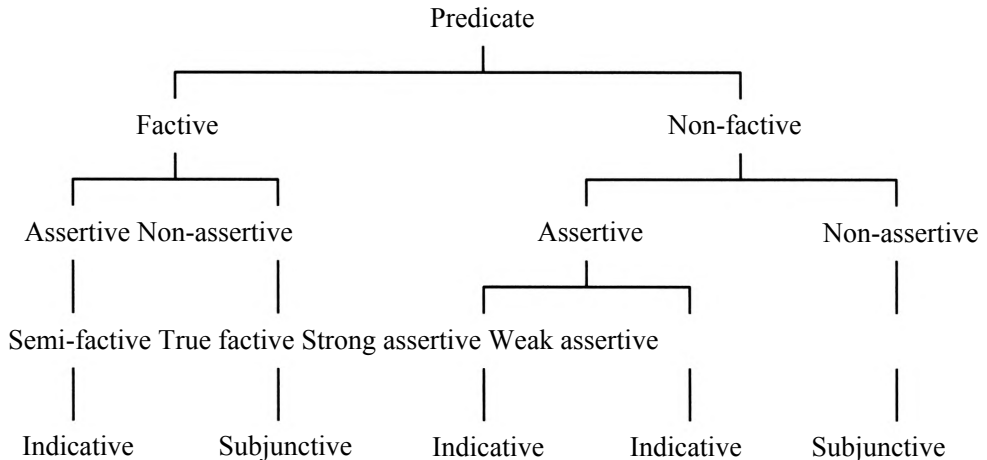 Predicate
Factive Non-factive
Assertive Non-assertive Assertive Non-assertive
Semi-factive True factive Strong assertive Weak assertive
Indicative Subjunctive Indicative Indicative Subjunctive